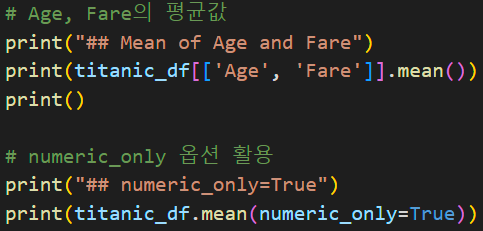 # Age, Fare의 평균값
print("## Mean of Age and Fare")
print(titanic_df[['Age', 'Fare']].mean())
print()

# numeric_only 옵션 활용
print("## numeric_only=True")
print(titanic_df.mean(numeric_only=True))